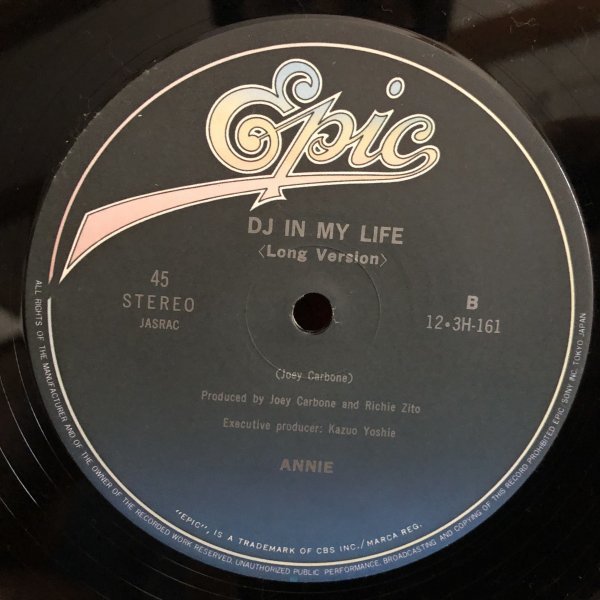 Epic
DJ IN MY LIFE
<Long Version>
45
STEREO
JASRAC
B
12•3H-161
(Joey Carbone)
Produced by Joey Carbone and Richie Zito
Executive producer: Kazuo Yoshie
ANNIE
"EPIC", IS A TRADEMARK OF CBS INC./MARCA REG.
ALL RIGHTS OF THE MANUFACTURER AND OF THE OWNER OF THE RECORDED WORK RESERVED, UNAUTHORIZED PUBLIC PERFORMANCE, BROADCASTING AND COPYING OF THIS RECORD PROHIBITED EPIC/SONY INC. TOKYO JAPAN